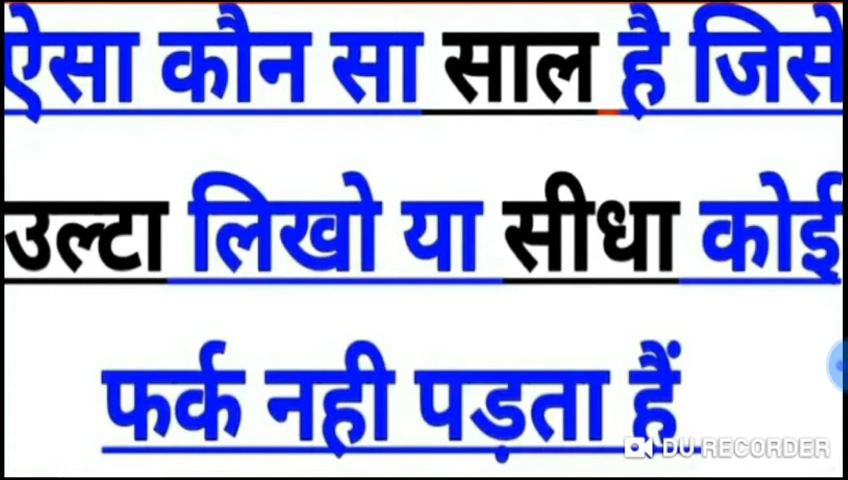 ऐसा कौन सा साल है जिसे
उल्टा लिखो या सीधा कोई
फर्क नही पड़ता हैं
DU RECORDER